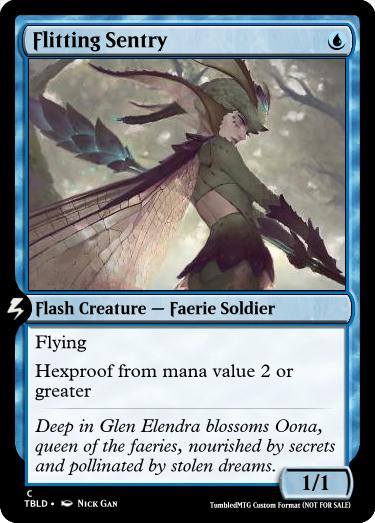 Flitting Sentry
Flash Creature — Faerie Soldier
Flying
Hexproof from mana value 2 or
greater
Deep in Glen Elendra blossoms Oona,
queen of the faeries, nourished by secrets
and pollinated by stolen dreams.
1/1
C
TBLD • Nick Gan
TumbledMTG Custom Format (NOT FOR SALE)